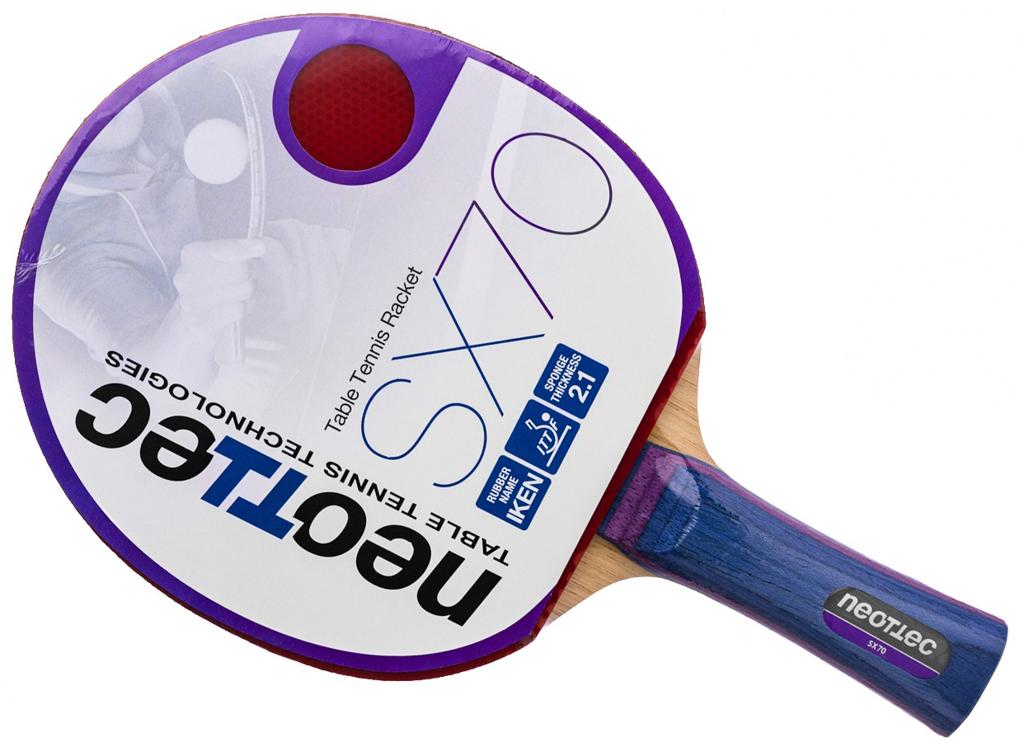 neoTTec
TABLE TENNIS TECHNOLOGIES
Table Tennis Racket
SX70
RUBBER
NAME
IKEN
ITTF
SPONGE
THICKNESS
2.1
neoTTec
SX70